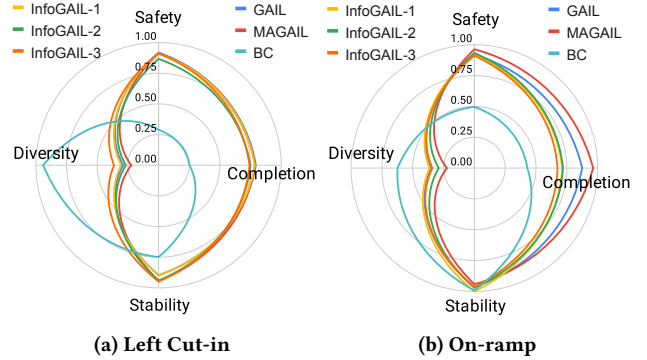 InfoGAIL-1
InfoGAIL-2
InfoGAIL-3
GAIL
MAGAIL
BC
Safety
1.00
0.75
0.50
0.25
0.00
Diversity
Completion
Stability
(a) Left Cut-in
InfoGAIL-1
InfoGAIL-2
InfoGAIL-3
GAIL
MAGAIL
BC
Safety
1.00
0.75
0.50
0.25
0.00
Diversity
Completion
Stability
(b) On-ramp